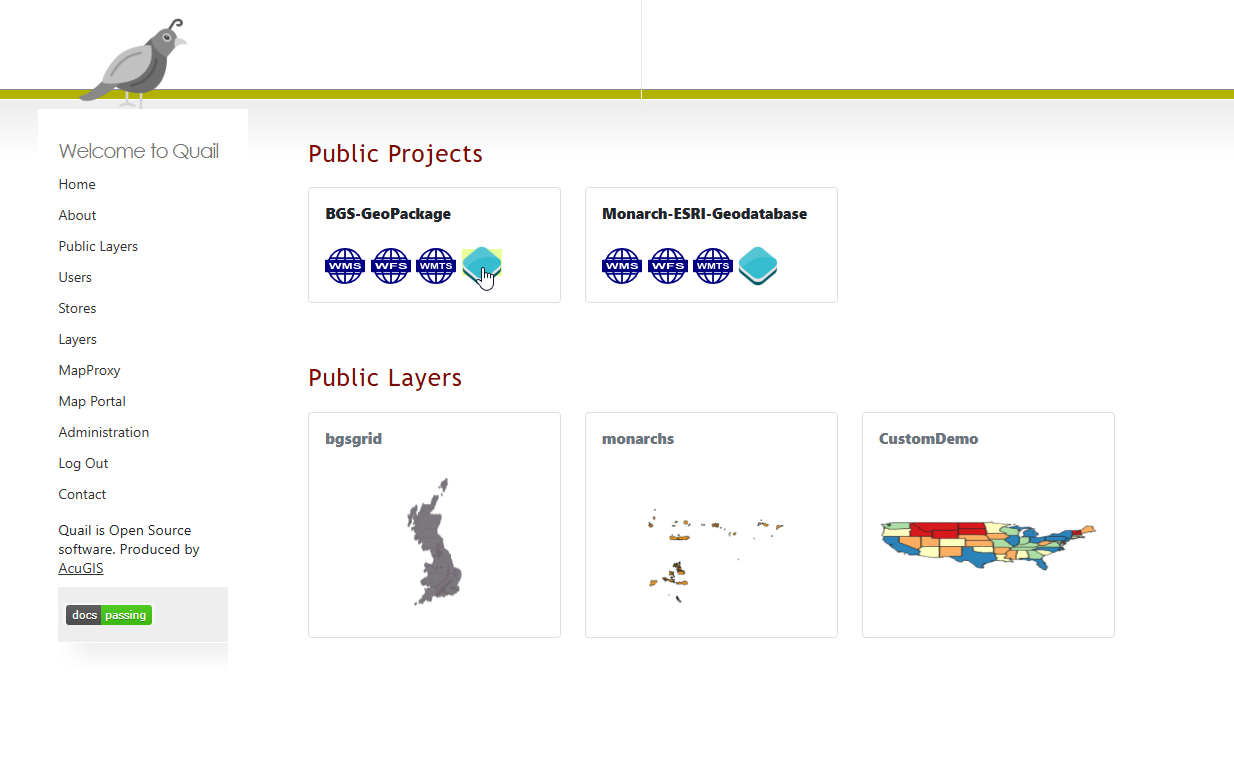 Welcome to Quail
Home
About
Public Layers
Users
Stores
Layers
MapProxy
Map Portal
Administration
Log Out
Contact
Quail is Open Source
software. Produced by
AcuGIS
docs passing
Public Projects
BGS-GeoPackage
WMS WFS WMTS
Monarch-ESRI-Geodatabase
WMS WFS WMTS
Public Layers
bgsgrid
monarchs
CustomDemo